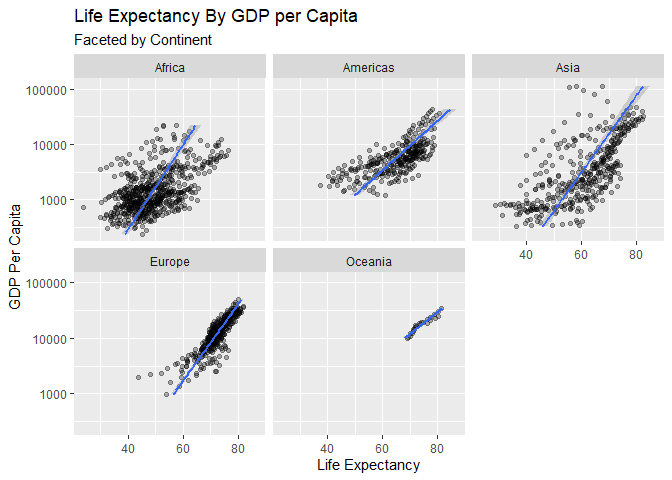 Life Expectancy By GDP per Capita
Faceted by Continent
Africa
Americas
Asia
100000
10000
1000
40 60 80
Europe
Oceania
100000
10000
1000
40 60 80
40 60 80
GDP Per Capita
Life Expectancy